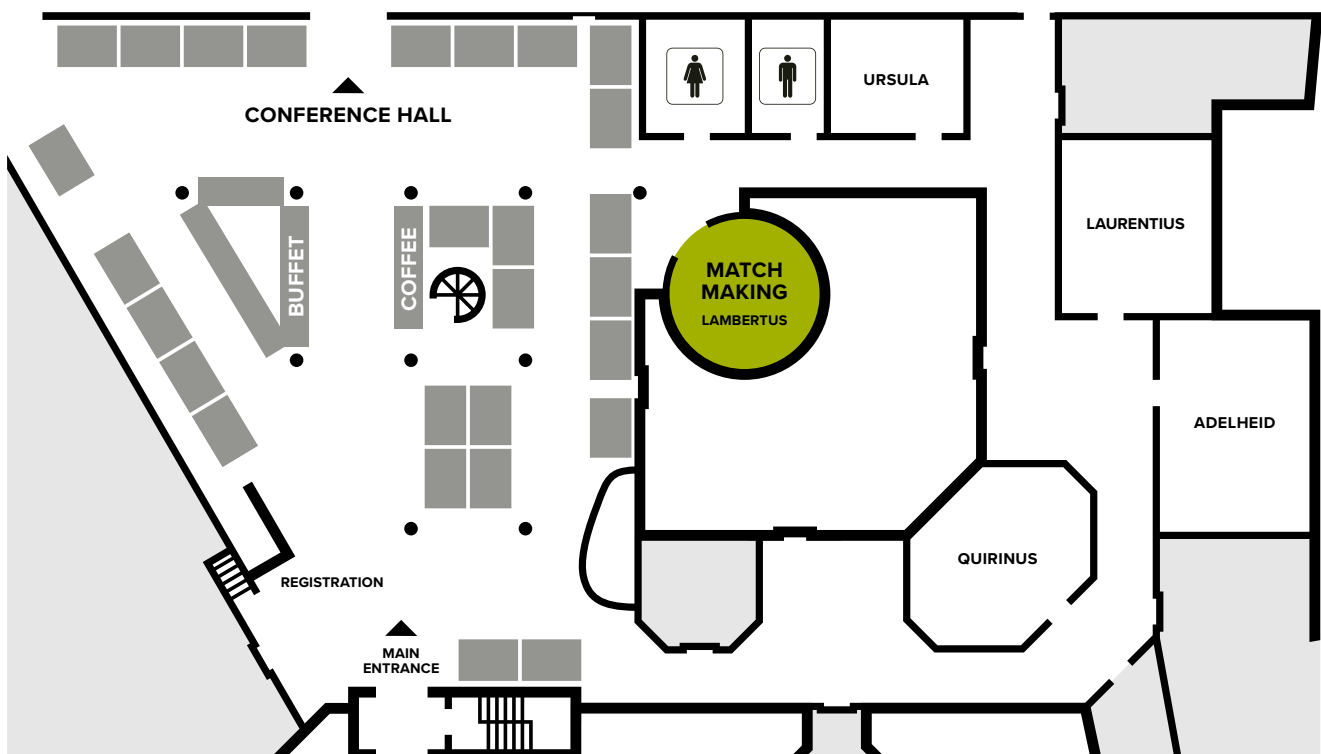 URSULA
CONFERENCE HALL
LAURENTIUS
BUFFET
COFFEE
MATCH
MAKING
LAMBERTUS
ADELHEID
QUIRINUS
REGISTRATION
MAIN
ENTRANCE